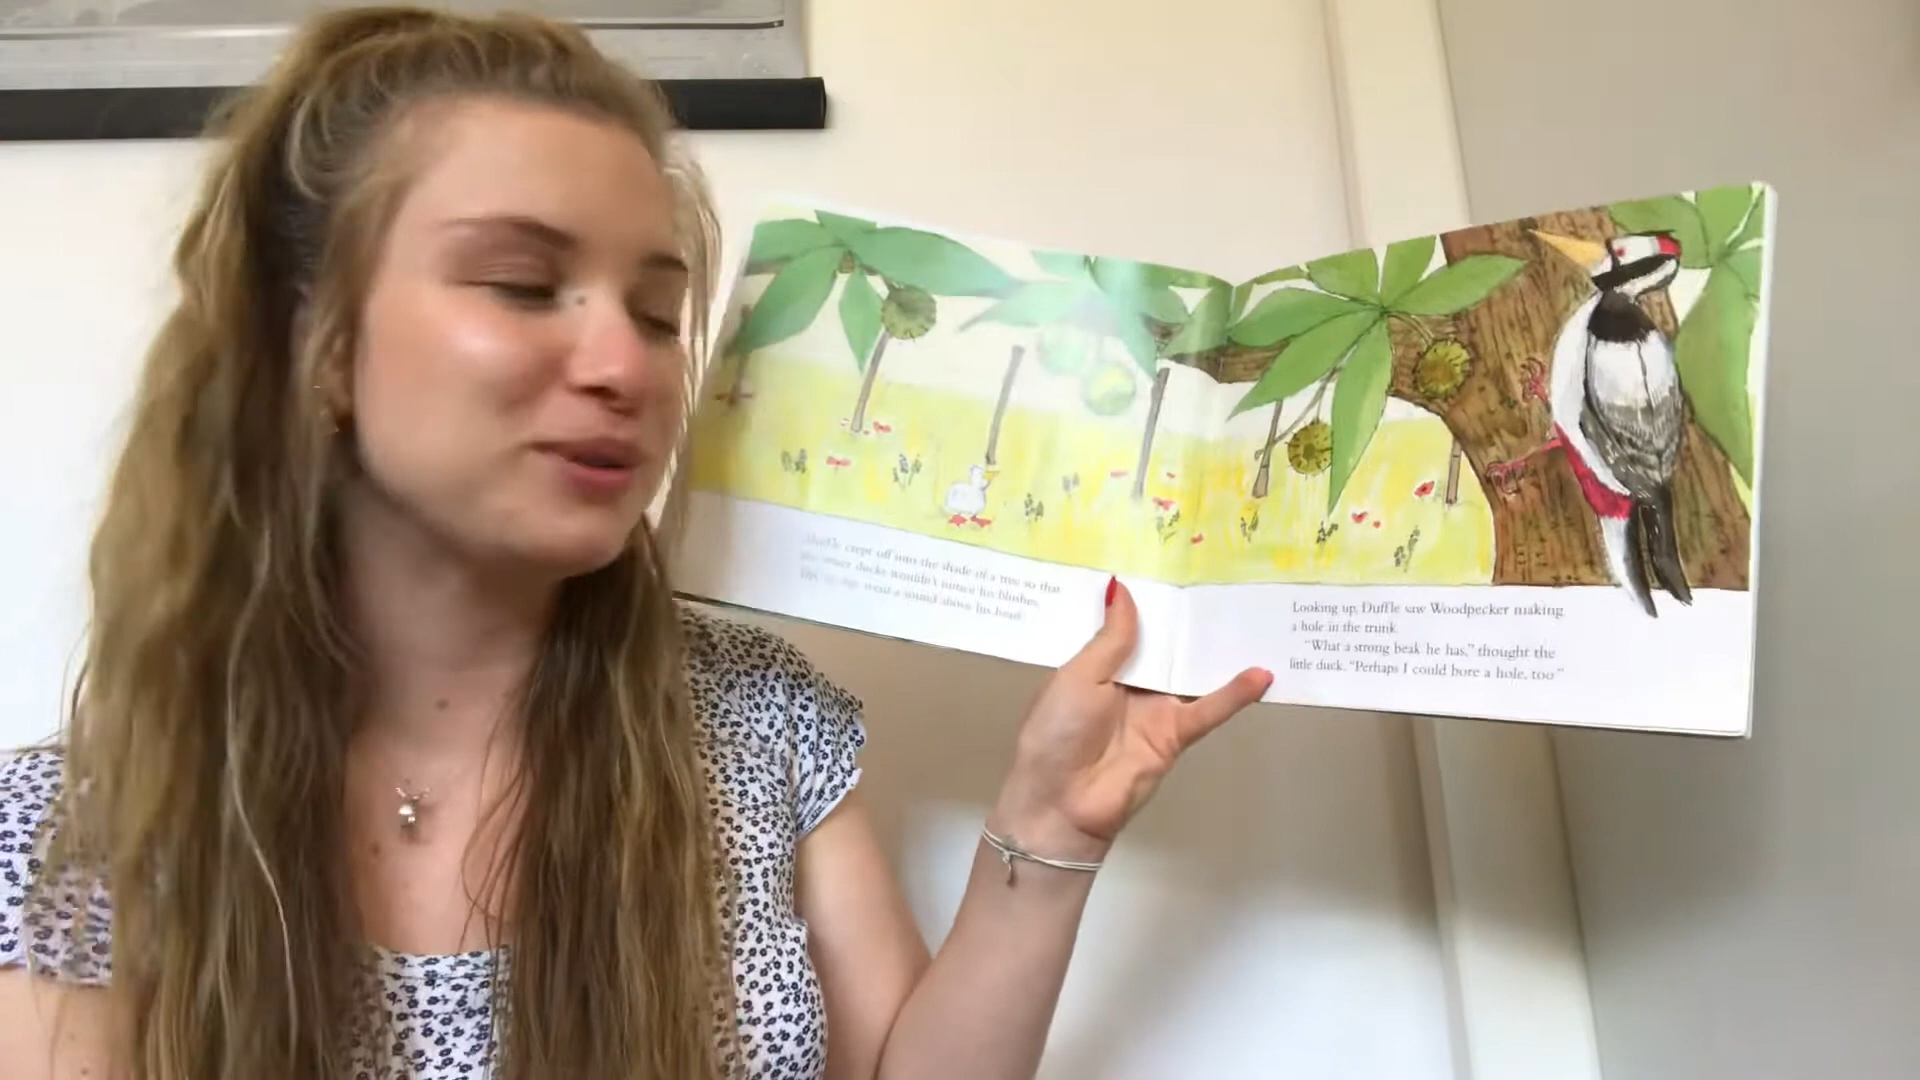 Duffle crept off into the shade of a tree so that
the other ducks wouldn't notice his blushes.
went a sound above his head.
Looking up, Duffle saw Woodpecker making
a hole in the trunk.
"What a strong beak he has," thought the
little duck. "Perhaps I could bore a hole, too."